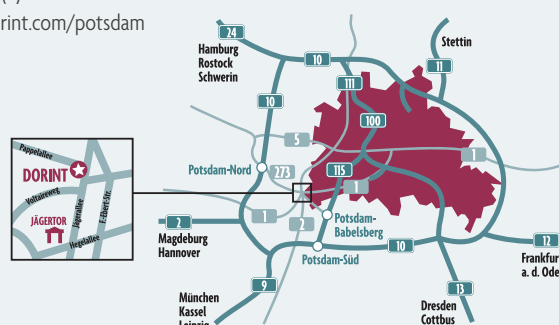 rint.com/potsdam
24
Hamburg
Rostock
Schwerin
10
Stettin
11
111
10
100
5
1
Potsdam-Nord
273
115
1
1
2
Potsdam-
Babelsberg
2
Magdeburg
Hannover
Potsdam-Süd
10
12
Frankfur
a. d. Ode
9
München
Kassel
Leipzig
13
Dresden
Cottbus
Pappelallee
DORINT
Voltaireweg
Jägerallee
F.-Ebert-Str.
JÄGERTOR
Hegelallee